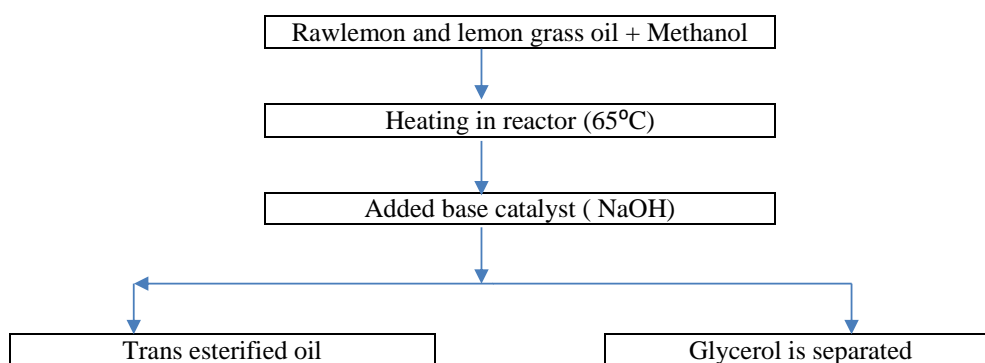 Rawlemon and lemon grass oil + Methanol
Heating in reactor (65⁰C)
Added base catalyst ( NaOH)
Trans esterified oil
Glycerol is separated